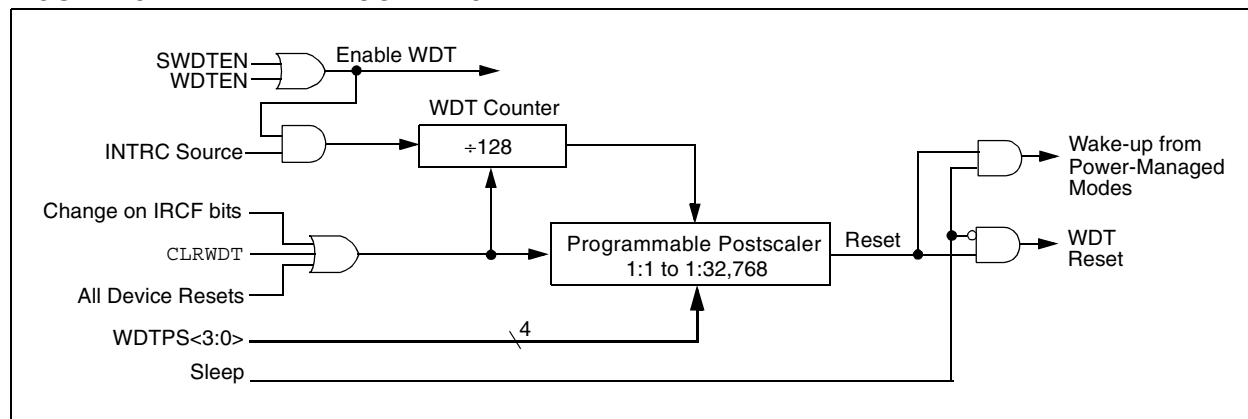 SWDTEN
WDTEN
Enable WDT
WDT Counter
÷128
INTRC Source
Wake-up from
Power-Managed
Modes
Change on IRCF bits
CLRWDT
All Device Resets
Programmable Postscaler
1:1 to 1:32,768
Reset
WDT
Reset
WDTPS<3:0>
4
Sleep